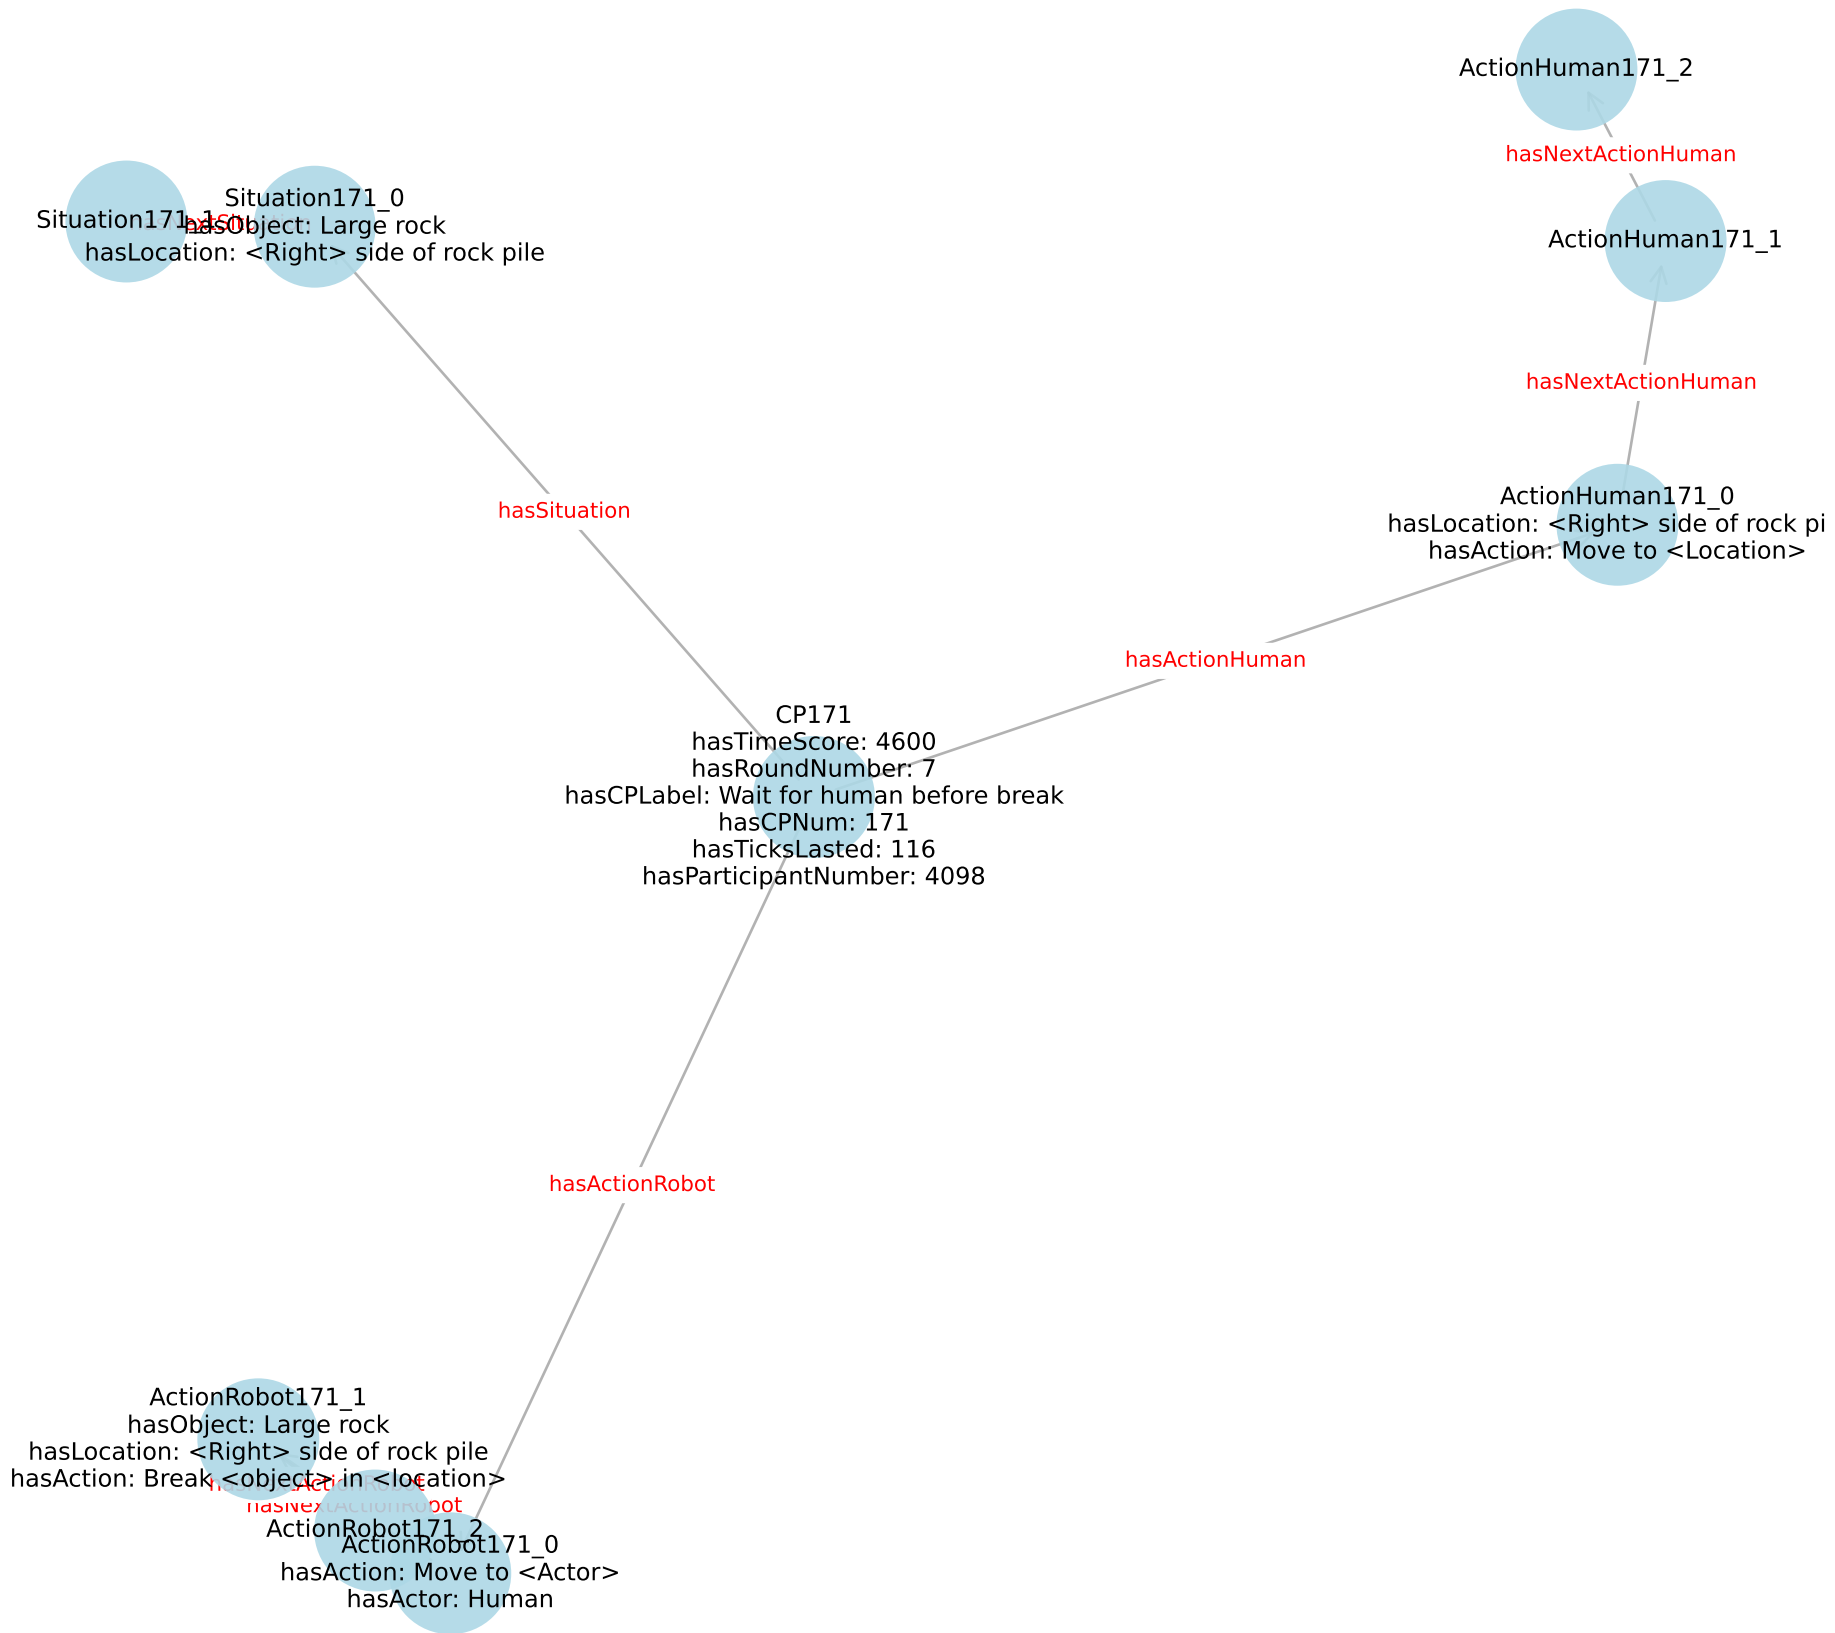 ActionHuman171_2
hasNextActionHuman
Situation171_1
hasNextSituation
Situation171_0
hasObject: Large rock
hasLocation: <Right> side of rock pile
ActionHuman171_1
hasNextActionHuman
hasSituation
ActionHuman171_0
hasLocation: <Right> side of rock pi
hasAction: Move to <Location>
hasActionHuman
CP171
hasTimeScore: 4600
hasRoundNumber: 7
hasCPLabel: Wait for human before break
hasCPNum: 171
hasTicksLasted: 116
hasParticipantNumber: 4098
hasActionRobot
ActionRobot171_1
hasObject: Large rock
hasLocation: <Right> side of rock pile
hasAction: Break <object> in <location>
hasNextActionRobot
hasNextActionRobot
ActionRobot171_2
ActionRobot171_0
hasAction: Move to <Actor>
hasActor: Human